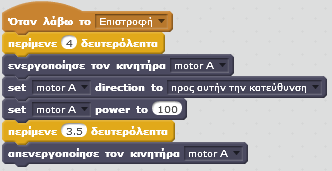 Όταν λάβω το Επιστροφή
περίμενε 4 δευτερόλεπτα
ενεργοποίησε τον κινητήρα motor A
set motor A direction to προς αυτήν την κατεύθυνση
set motor A power to 100
περίμενε 3.5 δευτερόλεπτα
απενεργοποίησε τον κινητήρα motor A